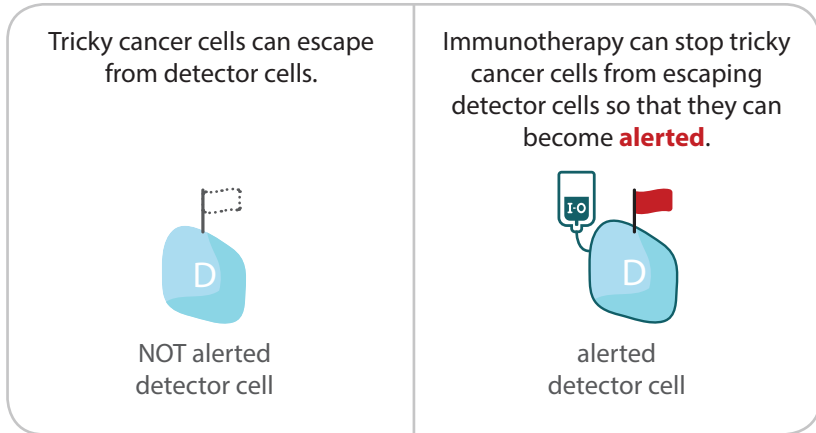 Tricky cancer cells can escape
from detector cells.
D
NOT alerted
detector cell
Immunotherapy can stop tricky
cancer cells from escaping
detector cells so that they can
become alerted.
I-O
D
alerted
detector cell